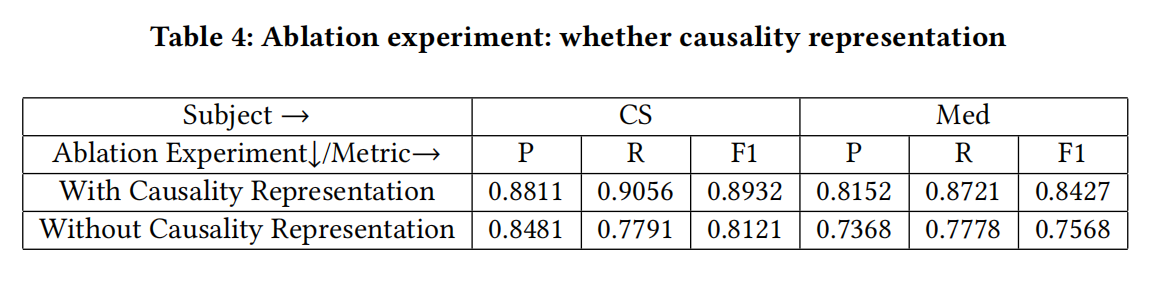 Table 4: Ablation experiment: whether causality representation
Subject → CS Med
Ablation Experiment↓/Metric→ P R F1 P R F1
With Causality Representation 0.8811 0.9056 0.8932 0.8152 0.8721 0.8427
Without Causality Representation 0.8481 0.7791 0.8121 0.7368 0.7778 0.7568